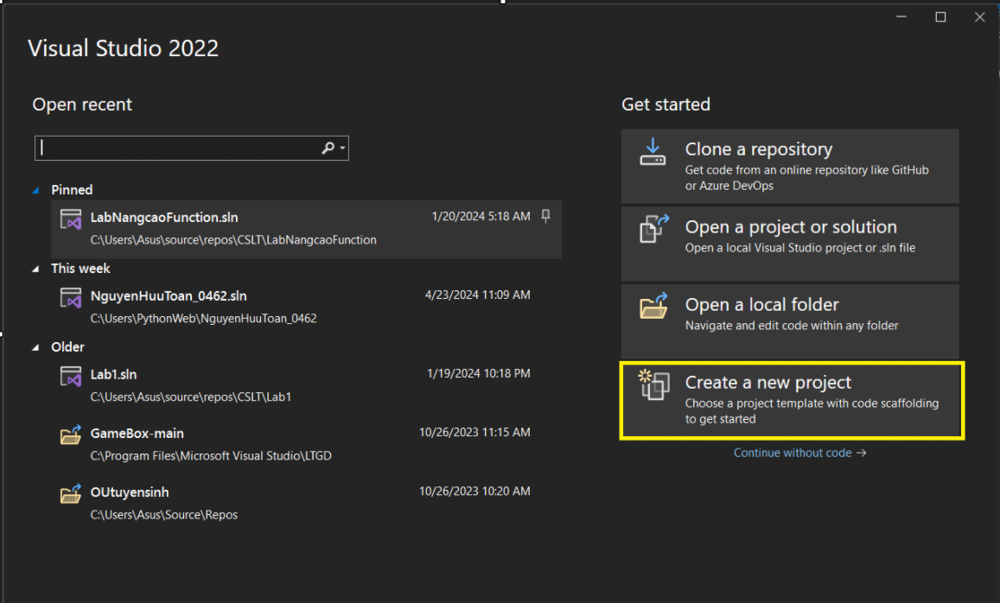 Visual Studio 2022
Open recent
Pinned
LabNangcaoFunction.sln
1/20/2024 5:18 AM
C:\Users\Asus\source\repos\CSLT\LabNangcaoFunction
This week
NguyenHuuToan_0462.sln
4/23/2024 11:09 AM
C:\Users\PythonWeb\NguyenHuuToan_0462
Older
Lab1.sln
1/19/2024 10:18 PM
C:\Users\Asus\source\repos\CSLT\Lab1
GameBox-main
10/26/2023 11:15 AM
C:\Program Files\Microsoft Visual Studio\LTGD
OUtuyensinh
10/26/2023 10:20 AM
C:\Users\Asus\Source\Repos
Get started
Clone a repository
Get code from an online repository like GitHub
or Azure DevOps
Open a project or solution
Open a local Visual Studio project or .sln file
Open a local folder
Navigate and edit code within any folder
Create a new project
Choose a project template with code scaffolding
to get started
Continue without code →